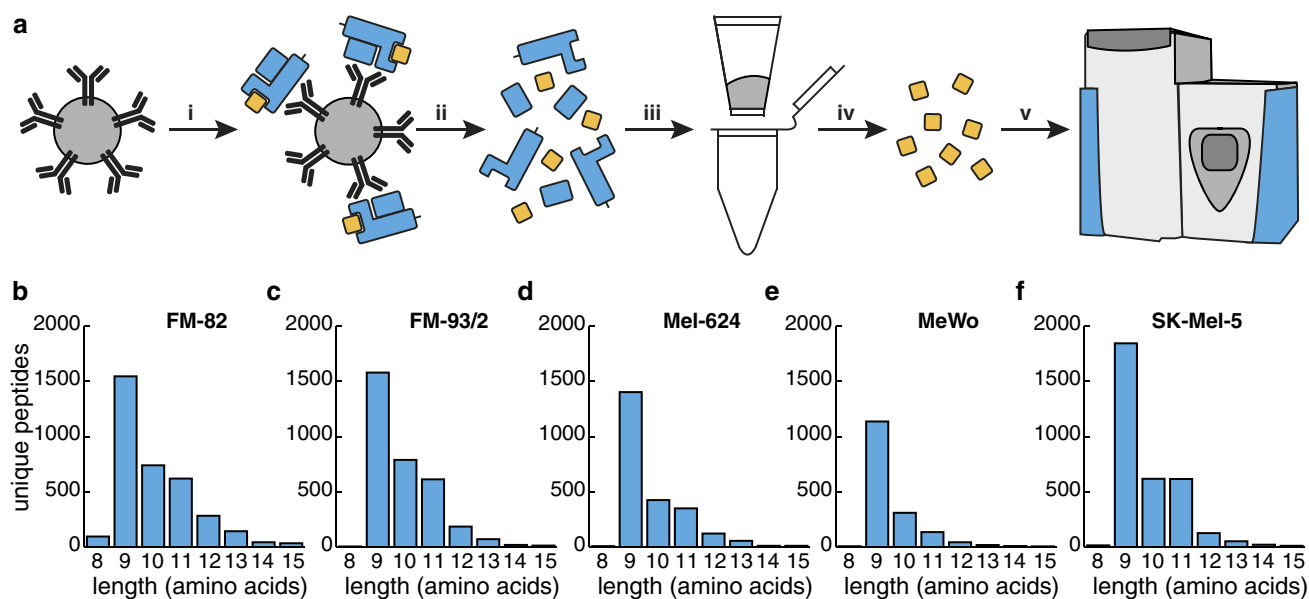 a
i ii iii iv v
b c d e f
FM-82 FM-93/2 Mel-624 MeWo SK-Mel-5
unique peptides
2000 2000 2000 2000 2000
1500 1500 1500 1500 1500
1000 1000 1000 1000 1000
500 500 500 500 500
0 0 0 0 0
8 9 10 11 12 13 14 15 8 9 10 11 12 13 14 15 8 9 10 11 12 13 14 15 8 9 10 11 12 13 14 15 8 9 10 11 12 13 14 15
length (amino acids) length (amino acids) length (amino acids) length (amino acids) length (amino acids)